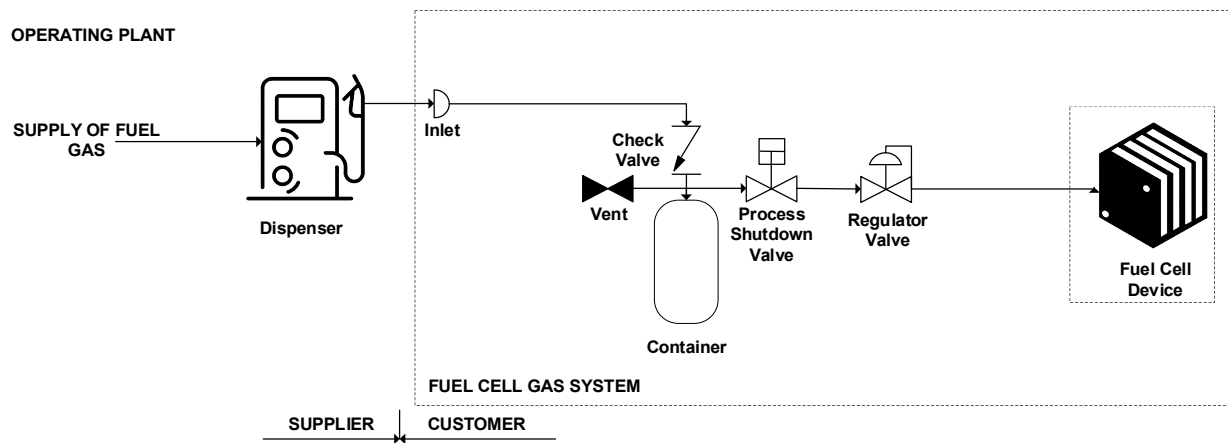 OPERATING PLANT
SUPPLY OF FUEL
GAS
Dispenser
Inlet
Check
Valve
Vent
Process
Shutdown
Valve
Regulator
Valve
Container
Fuel Cell
Device
FUEL CELL GAS SYSTEM
SUPPLIER
CUSTOMER